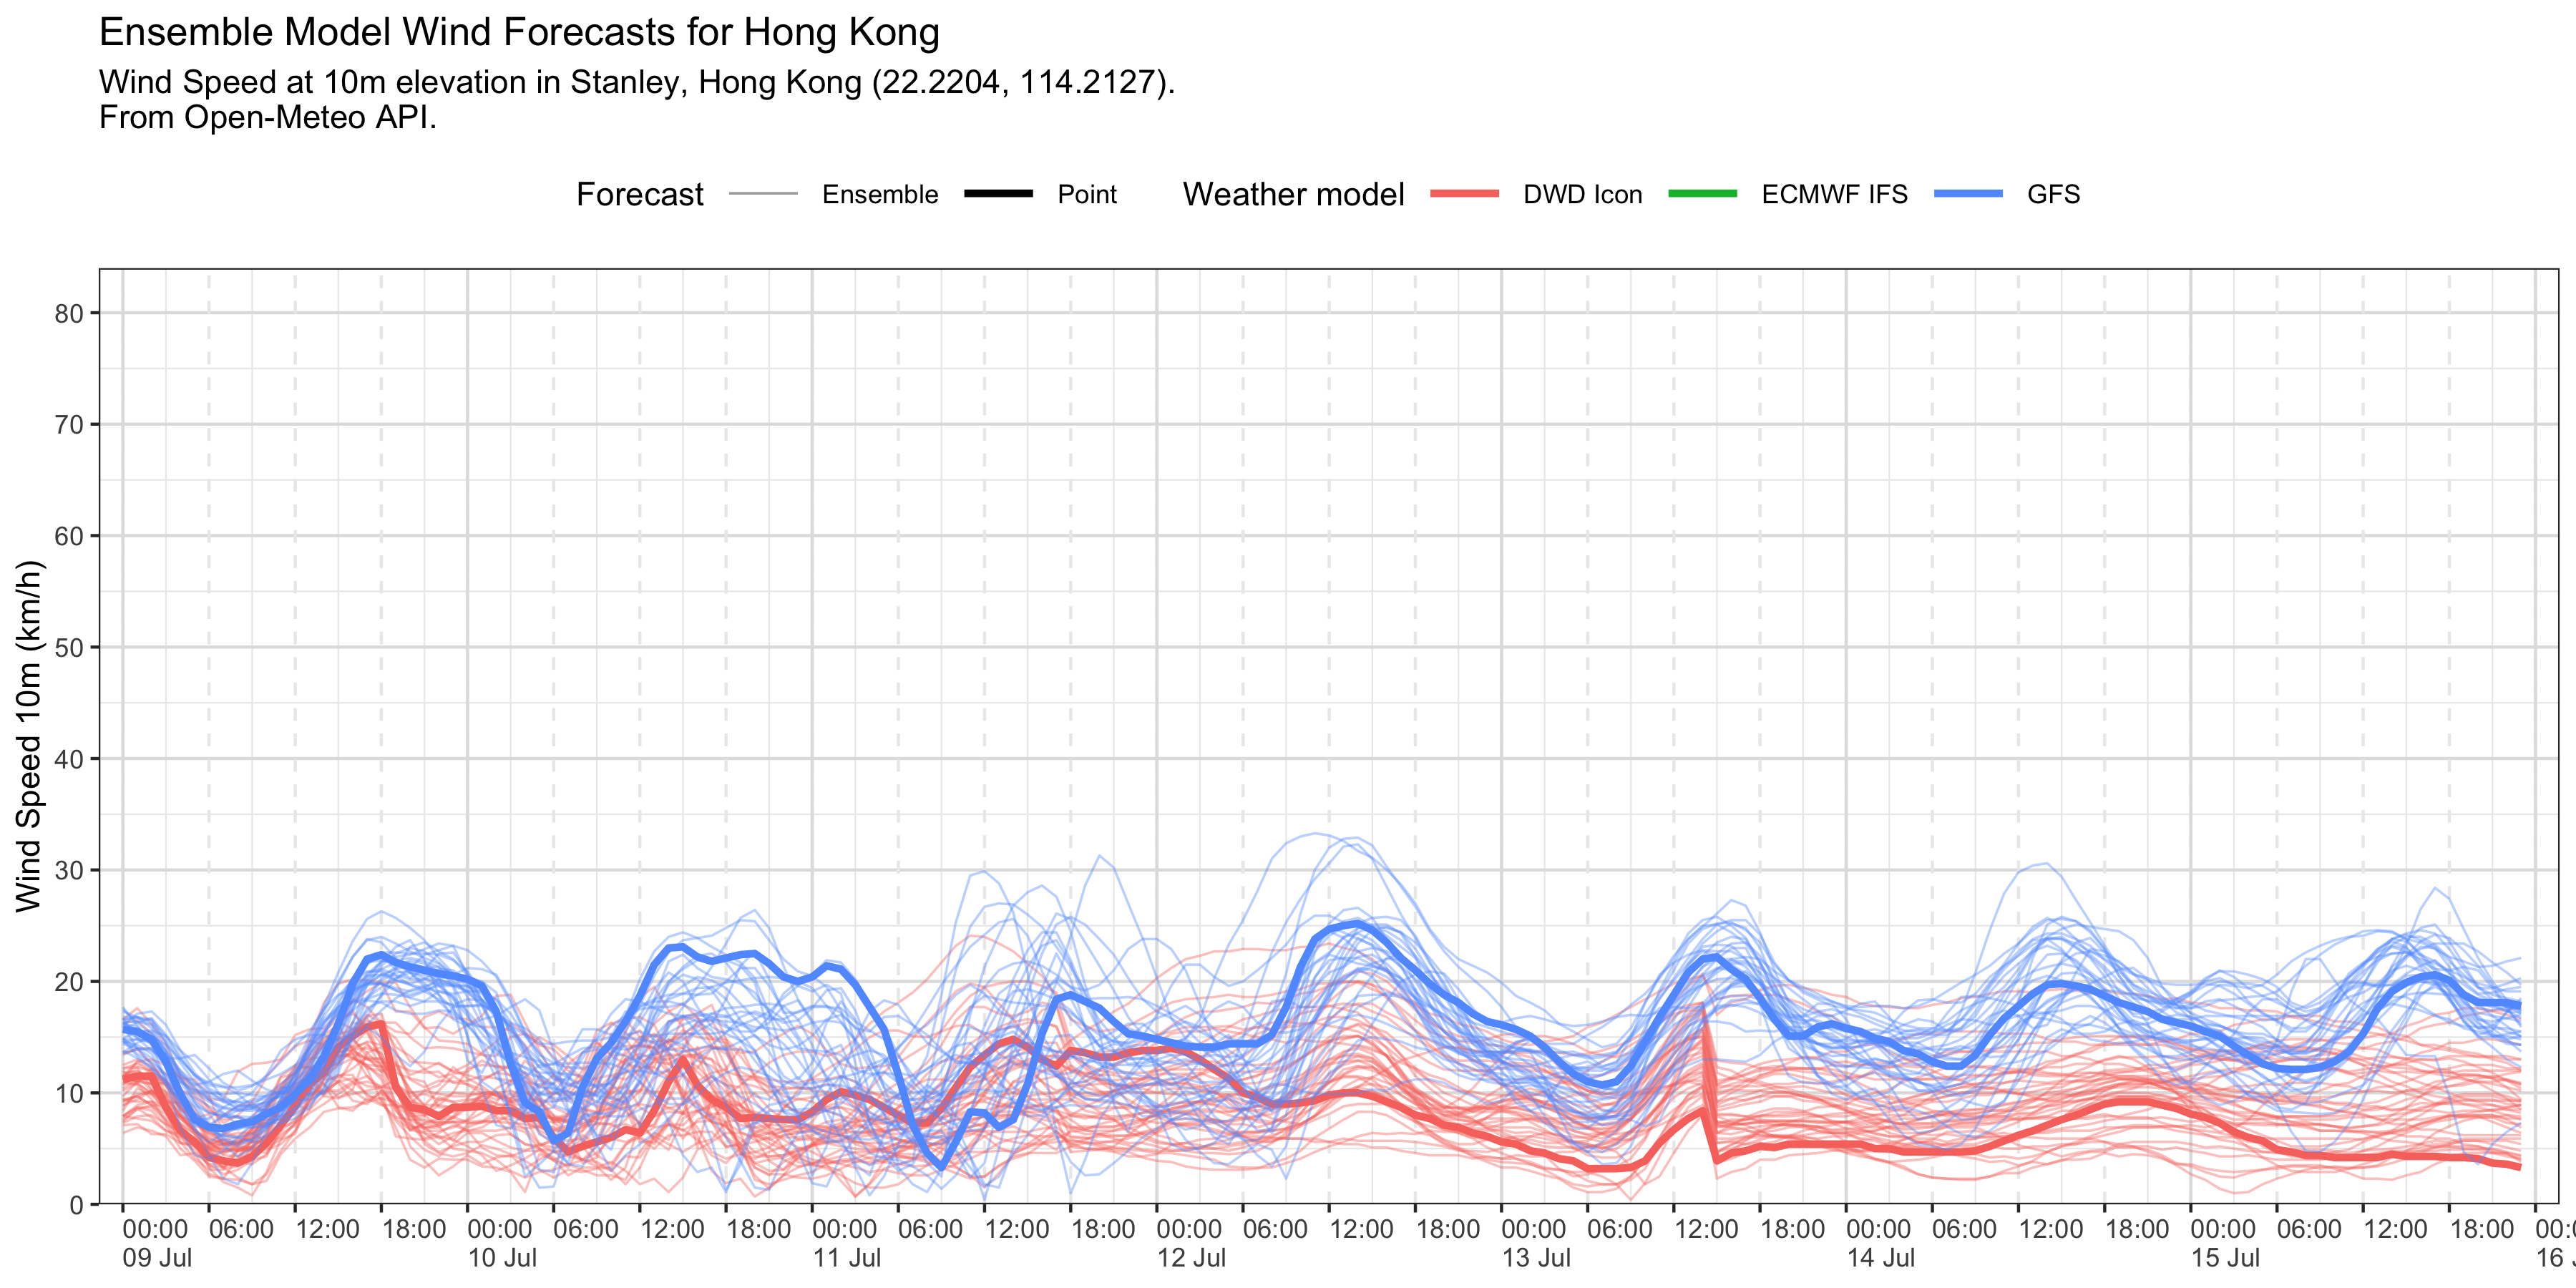 Ensemble Model Wind Forecasts for Hong Kong
Wind Speed at 10m elevation in Stanley, Hong Kong (22.2204, 114.2127).
From Open-Meteo API.
Forecast Ensemble Point Weather model DWD Icon ECMWF IFS GFS
Wind Speed 10m (km/h)
80
70
60
50
40
30
20
10
0
00:00 06:00 12:00 18:00 00:00 06:00 12:00 18:00 00:00 06:00 12:00 18:00 00:00 06:00 12:00 18:00 00:00 06:00 12:00 18:00 00:00 06:00 12:00 18:00 00:00 06:00 12:00 18:00
09 Jul 10 Jul 11 Jul 12 Jul 13 Jul 14 Jul 15 Jul 16